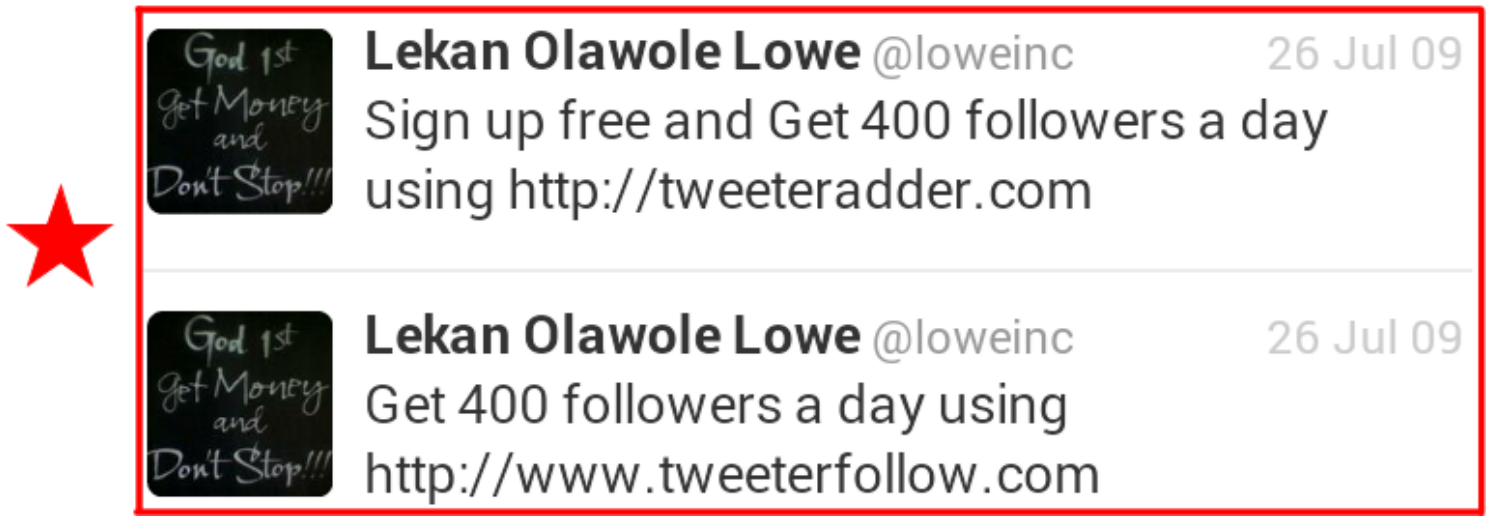 God 1st
get Money
and
Don't Stop!!!
Lekan Olawole Lowe @loweinc 26 Jul 09
Sign up free and Get 400 followers a day
using http://tweeteradder.com
God 1st
get Money
and
Don't Stop!!!
Lekan Olawole Lowe @loweinc 26 Jul 09
Get 400 followers a day using
http://www.tweeterfollow.com